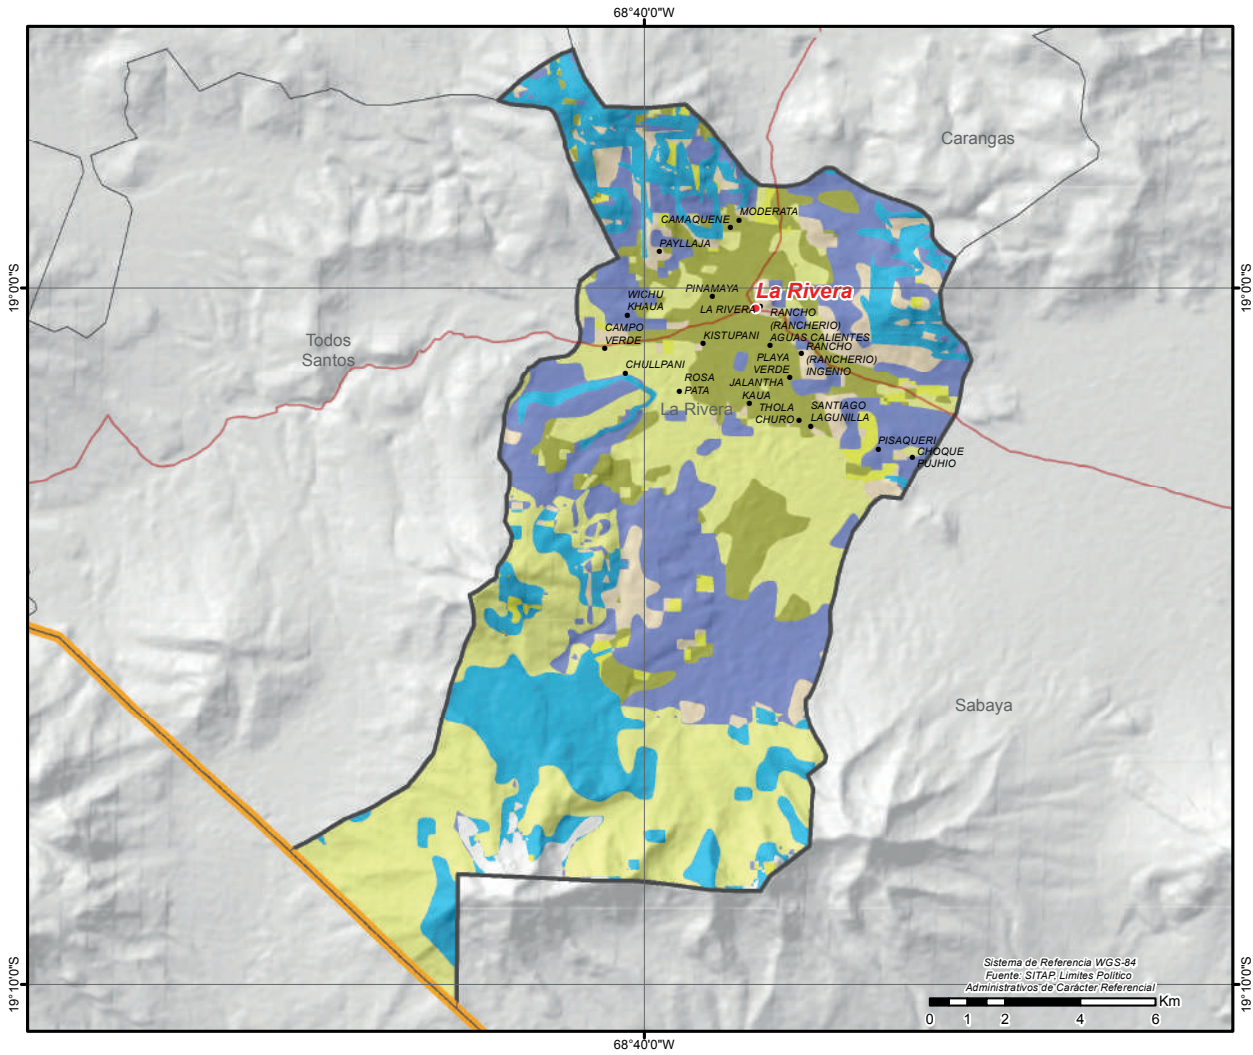 68°40'0"W
Carangas
MODERATA
CAMAQUENE
PAYLLAJA
19°0'0"S
19°0'0"S
PINAMAYA
La Rivera
WICHU
KHAUA
LA RIVERA
RANCHO
(RANCHERIO)
AGUAS CALIENTES
CAMPO
VERDE
KISTUPANI
Todos
Santos
RANCHO
(RANCHERIO)
INGENIO
PLAYA
VERDE
CHULLPANI
ROSA
PATA
JALANTHA
KAUA
La Rivera
THOLA
CHURO
SANTIAGO
LAGUNILLA
PISAQUERI
CHOQUE
PUJHIO
Sabaya
19°10'0"S
19°10'0"S
Sistema de Referencia WGS-84
Fuente: SITAP, Limites Político
Administrativos de Carácter Referencial
Km
0 1 2 4 6
68°40'0"W